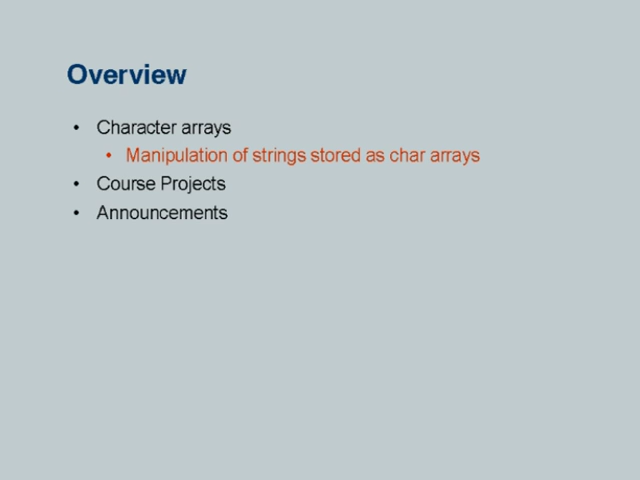 Overview
• Character arrays
• Manipulation of strings stored as char arrays
• Course Projects
• Announcements